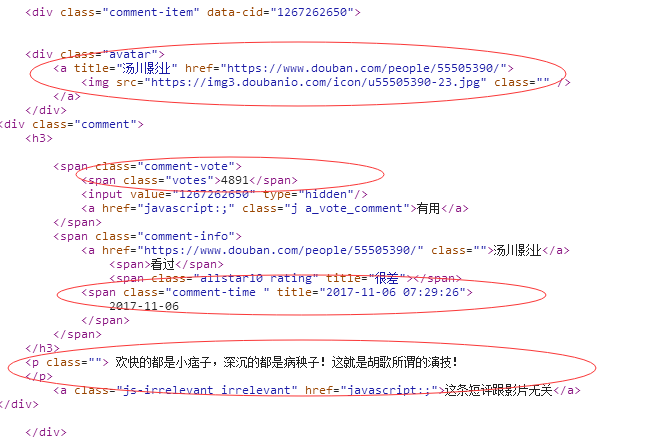 <div class="comment-item" data-cid="1267262650">
<div class="avatar">
<a title="汤川影业" href="https://www.douban.com/people/55505390/">
<img src="https://img3.doubanio.com/icon/u55505390-23.jpg" class="" />
</a>
</div>
<div class="comment">
<h3>
<span class="comment-vote">
<span class="votes">4891</span>
<input value="1267262650" type="hidden"/>
<a href="javascript:;" class="j a_vote_comment">有用</a>
</span>
<span class="comment-info">
<a href="https://www.douban.com/people/55505390/" class="">汤川影业</a>
<span>看过</span>
<span class="allstar10 rating" title="很差"></span>
<span class="comment-time " title="2017-11-06 07:29:26">
2017-11-06
</span>
</span>
</h3>
<p class=""> 欢快的都是小痞子，深沉的都是病秧子！这就是胡歌所谓的演技！
</p>
<a class="js-irrelevant irrelevant" href="javascript:;">这条短评跟影片无关</a>
</div>
</div>